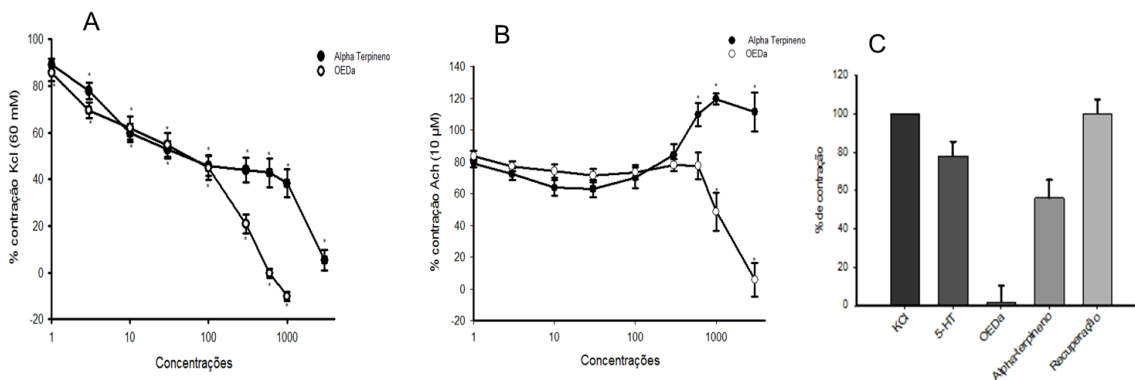 A
Alpha Terpineno
OEDa
% contração Kcl (60 mM)
100
80
60
40
20
0
-20
1
10
100
1000
Concentrações
B
Alpha Terpineno
OEDa
% contração Ach (10 µM)
140
120
100
80
60
40
20
0
-20
1
10
100
1000
Concentrações
C
% de contração
120
100
80
60
40
20
0
KCl
5-HT
OEDa
Alpha-terpineno
Recuperação